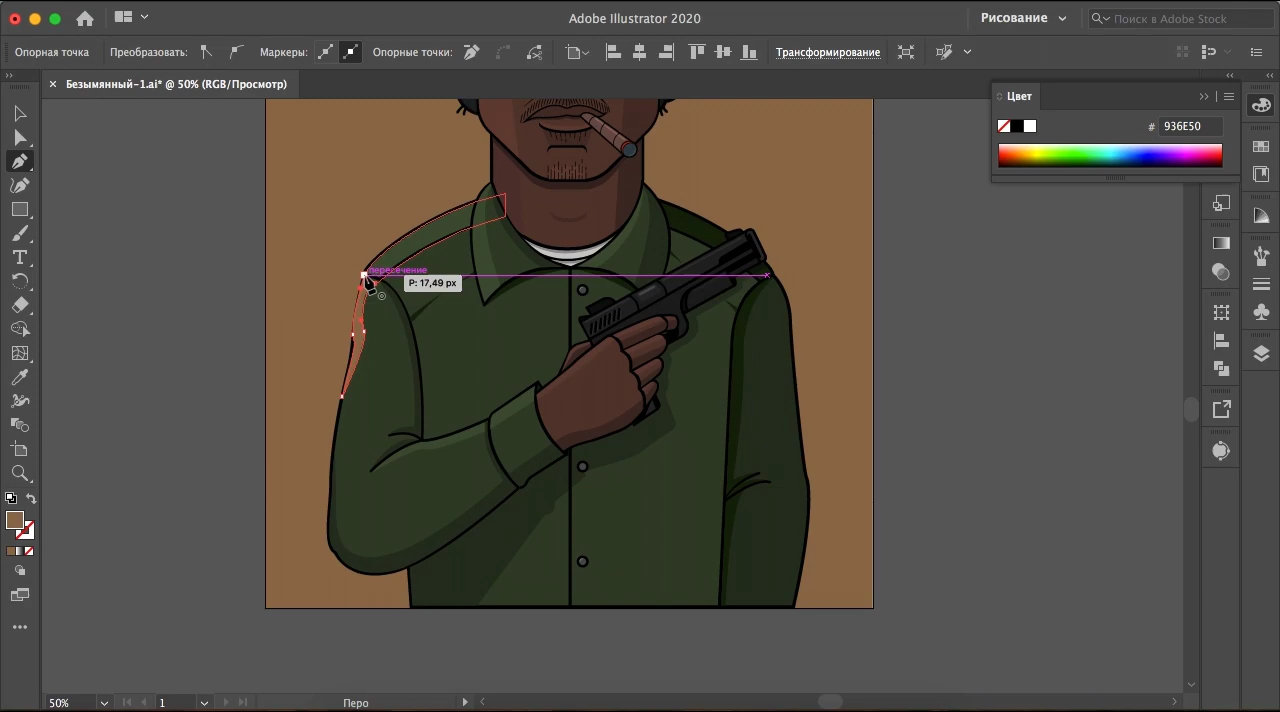 Adobe Illustrator 2020
Рисование
Поиск в Adobe Stock
Опорная точка
Преобразовать:
Маркеры:
Опорные точки:
Трансформирование
Безымянный-1.ai* @ 50% (RGB/Просмотр)
Цвет
# 936E50
пересечение
P: 17,49 px
50%
1
Перо